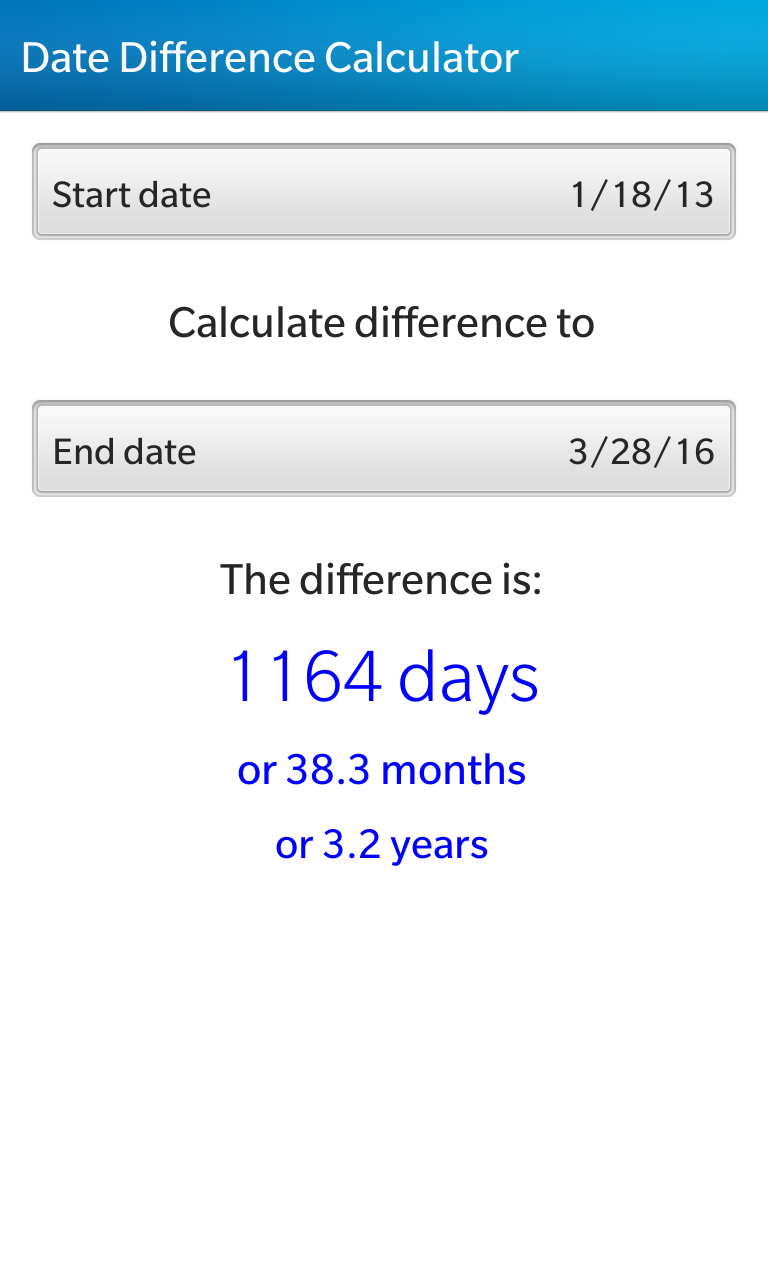 Date Difference Calculator
Start date 1/18/13
Calculate difference to
End date 3/28/16
The difference is:
1164 days
or 38.3 months
or 3.2 years